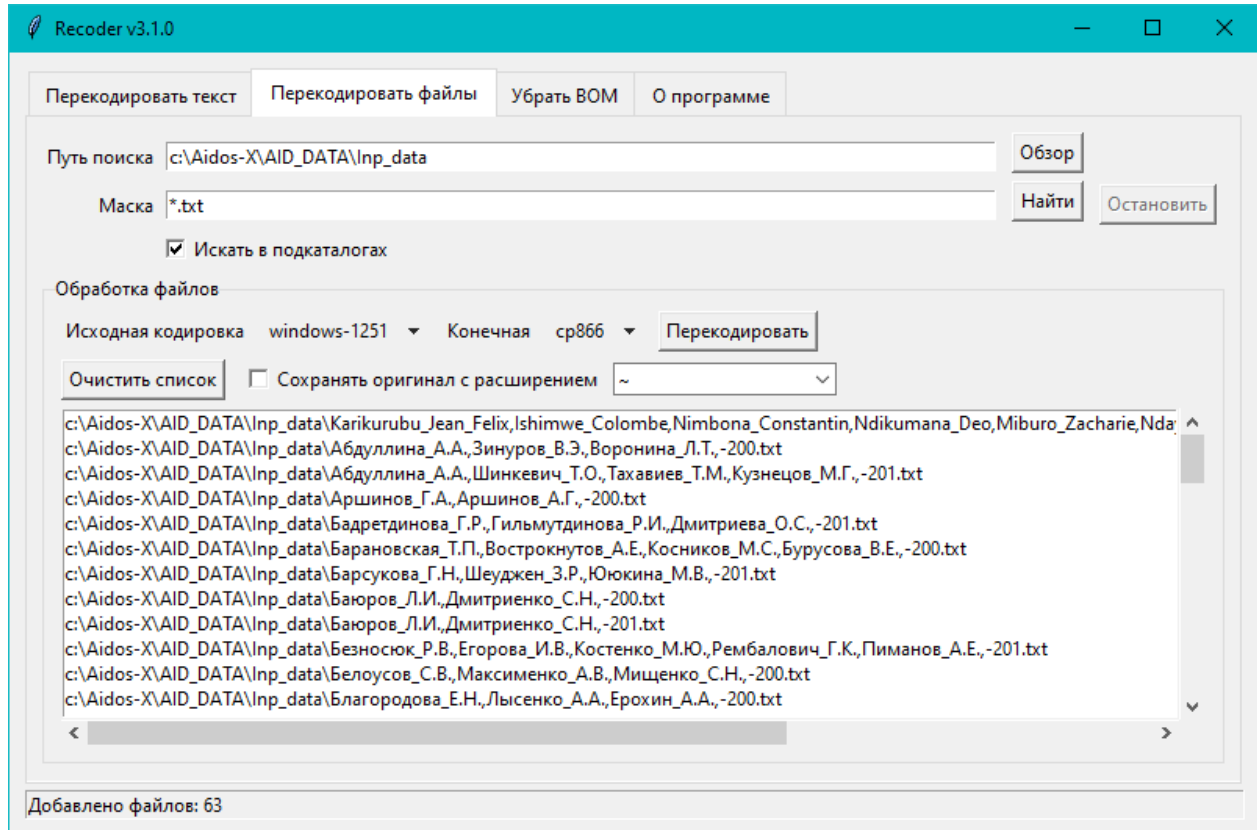 Recoder v3.1.0
Перекодировать текст Перекодировать файлы Убрать BOM О программе
Путь поиска c:\Aidos-X\AID_DATA\Inp_data Обзор
Маска *.txt Найти Остановить
Искать в подкаталогах
Обработка файлов
Исходная кодировка windows-1251 Конечная cp866 Перекодировать
Очистить список Сохранять оригинал с расширением ~
c:\Aidos-X\AID_DATA\Inp_data\Karikurubu_Jean_Felix,Ishimwe_Colombe,Nimbona_Constantin,Ndikumana_Deo,Miburo_Zacharie,Nday
c:\Aidos-X\AID_DATA\Inp_data\Абдуллина_А.А.,Зинуров_В.Э.,Воронина_Л.Т.,-200.txt
c:\Aidos-X\AID_DATA\Inp_data\Абдуллина_А.А.,Шинкевич_Т.О.,Тахавиев_Т.М.,Кузнецов_М.Г.,-201.txt
c:\Aidos-X\AID_DATA\Inp_data\Аршинов_Г.А.,Аршинов_А.Г.,-200.txt
c:\Aidos-X\AID_DATA\Inp_data\Бадретдинова_Г.Р.,Гильмутдинова_Р.И.,Дмитриева_О.С.,-201.txt
c:\Aidos-X\AID_DATA\Inp_data\Барановская_Т.П.,Вострокнутов_А.Е.,Косников_М.С.,Бурусова_В.Е.,-200.txt
c:\Aidos-X\AID_DATA\Inp_data\Барсукова_Г.Н.,Шеуджен_З.Р.,Ююкина_М.В.,-201.txt
c:\Aidos-X\AID_DATA\Inp_data\Баюров_Л.И.,Дмитриенко_С.Н.,-200.txt
c:\Aidos-X\AID_DATA\Inp_data\Баюров_Л.И.,Дмитриенко_С.Н.,-201.txt
c:\Aidos-X\AID_DATA\Inp_data\Безносюк_Р.В.,Егорова_И.В.,Костенко_М.Ю.,Рембалович_Г.К.,Пиманов_А.Е.,-201.txt
c:\Aidos-X\AID_DATA\Inp_data\Белоусов_С.В.,Максименко_А.В.,Мищенко_С.Н.,-200.txt
c:\Aidos-X\AID_DATA\Inp_data\Благородова_Е.Н.,Лысенко_А.А.,Ерохин_А.А.,-200.txt
Добавлено файлов: 63